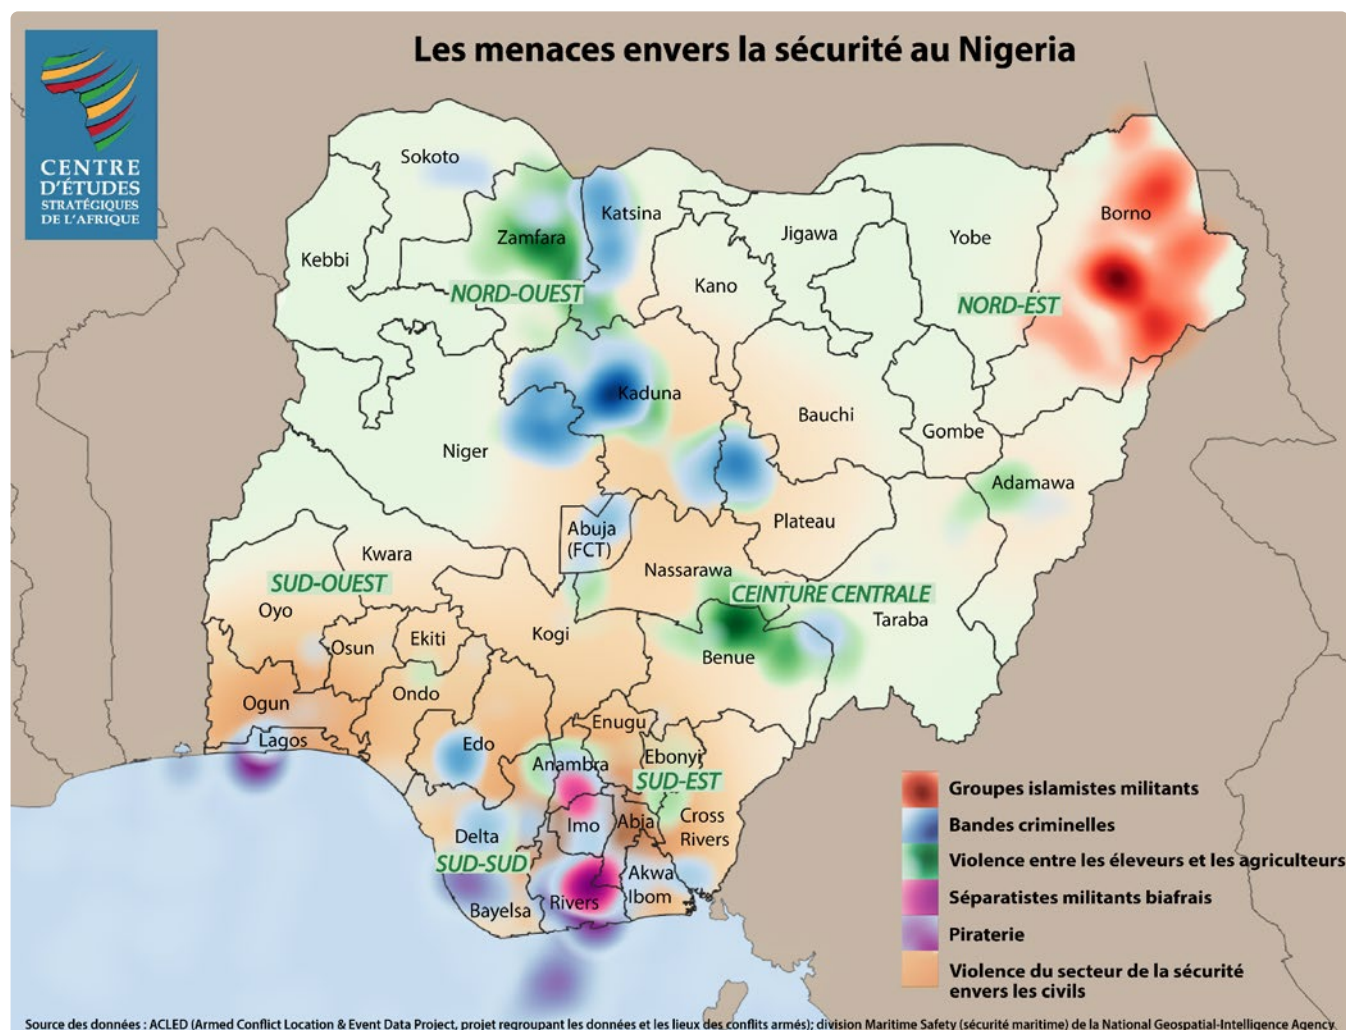 Les menaces envers la sécurité au Nigeria
CENTRE
D'ÉTUDES
STRATÉGIQUES
DE L'AFRIQUE
Sokoto
Katsina
Borno
Zamfara
Jigawa
Yobe
Kebbi
Kano
NORD-OUEST
NORD-EST
Kaduna
Bauchi
Gombe
Niger
Adamawa
Plateau
Abuja
(FCT)
Kwara
Nassarawa
SUD-OUEST
CEINTURE CENTRALE
Oyo
Taraba
Kogi
Ekiti
Osun
Benue
Ondo
Ogun
Enugu
Lagos
Edo
Ebonyi
Anambra
SUD-EST
Cross
Rivers
Imo
Abia
Delta
SUD-SUD
Akwa
Ibom
Rivers
Bayelsa
Groupes islamistes militants
Bandes criminelles
Violence entre les éleveurs et les agriculteurs
Séparatistes militants biafrais
Piraterie
Violence du secteur de la sécurité
envers les civils
Source des données : ACLED (Armed Conflict Location & Event Data Project, projet regroupant les données et les lieux des conflits armés); division Maritime Safety (sécurité maritime) de la National Geospatial-Intelligence Agency.